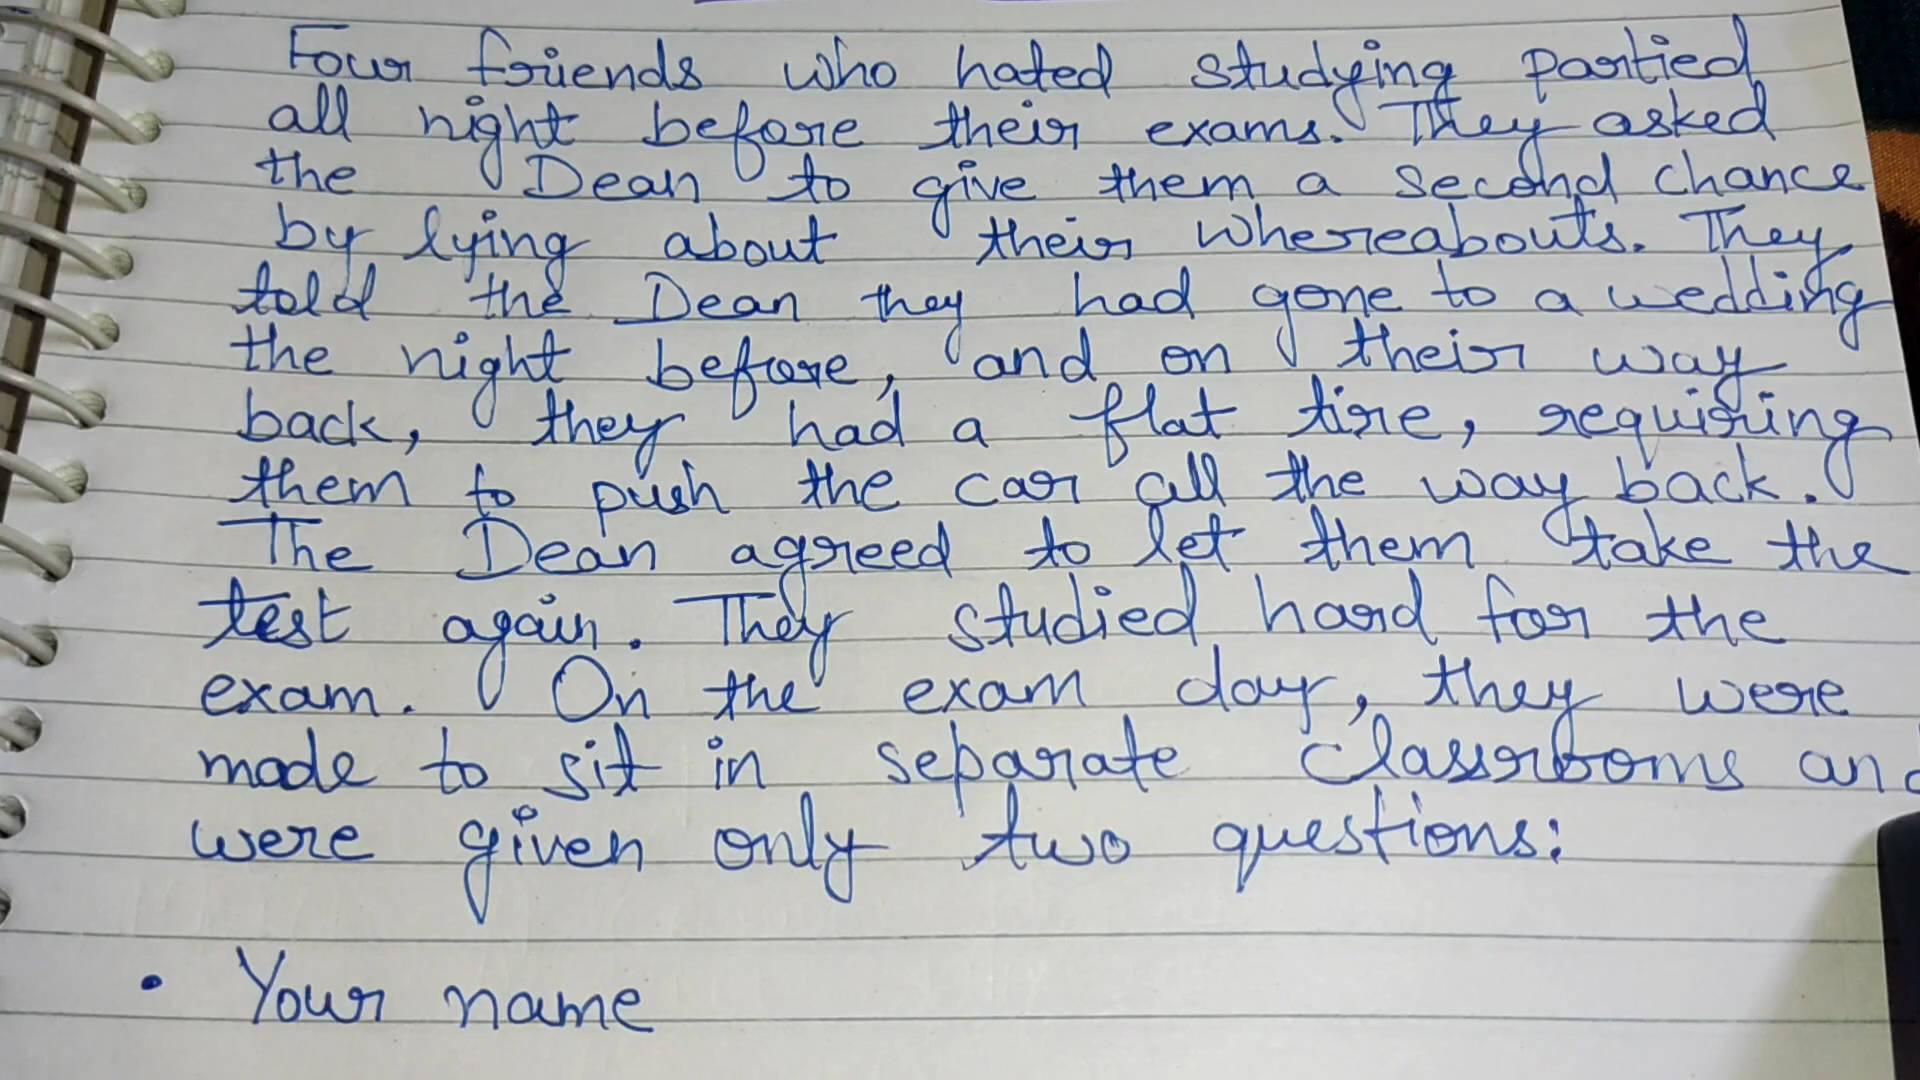 Four friends who hated studying partied
all night before their exams. They asked
the Dean to give them a second chance
by lying about their whereabouts. They
told the Dean they had gone to a wedding
the night before, and on their way
back, they had a flat tire, requiring
them to push the car all the way back.
The Dean agreed to let them take the
test again. They studied hard for the
exam. On the exam day, they were
made to sit in separate classrooms and
were given only two questions:
• Your name